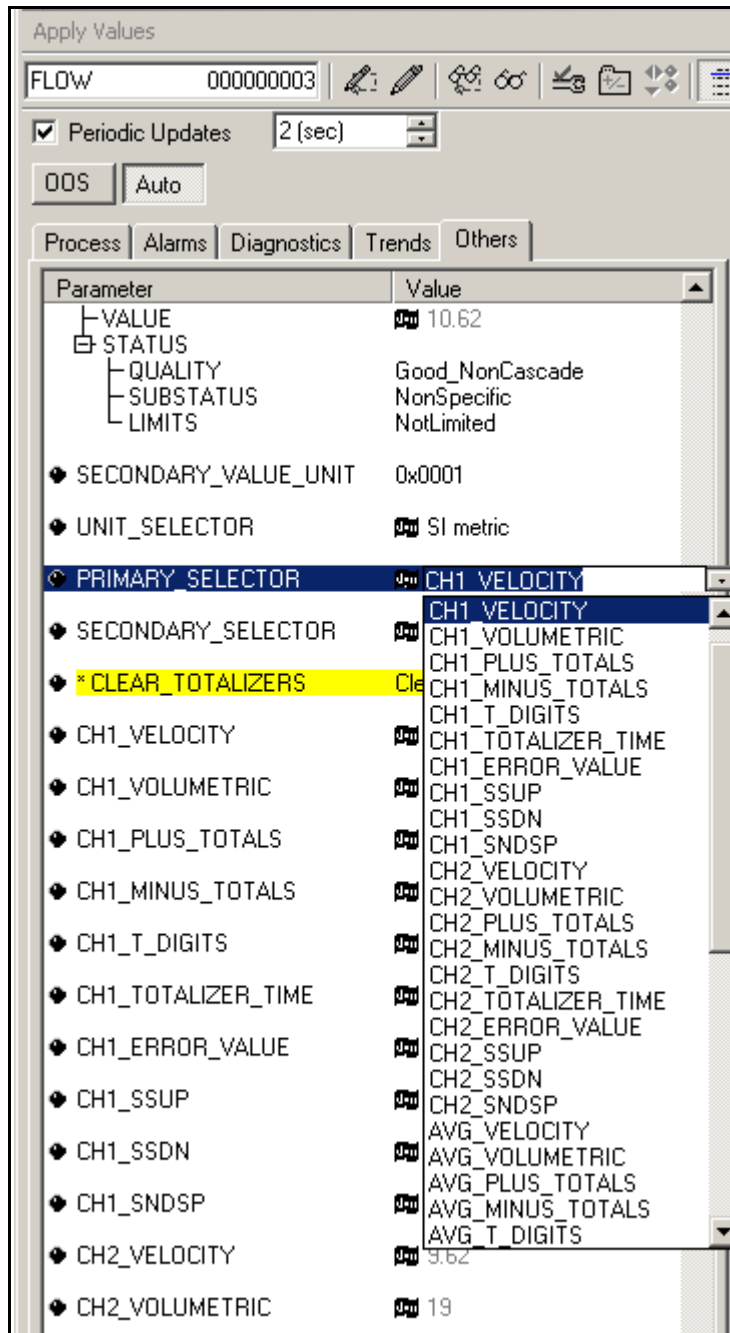 Apply Values
FLOW 000000003
Periodic Updates 2 (sec)
OOS Auto
Process Alarms Diagnostics Trends Others
Parameter Value
VALUE 10.62
STATUS
QUALITY Good_NonCascade
SUBSTATUS NonSpecific
LIMITS NotLimited
SECONDARY_VALUE_UNIT 0x0001
UNIT_SELECTOR SI metric
PRIMARY_SELECTOR CH1_VELOCITY
SECONDARY_SELECTOR
* CLEAR_TOTALIZERS Cle
CH1_VELOCITY
CH1_VOLUMETRIC
CH1_PLUS_TOTALS
CH1_MINUS_TOTALS
CH1_T_DIGITS
CH1_TOTALIZER_TIME
CH1_ERROR_VALUE
CH1_SSUP
CH1_SSDN
CH1_SNDSP
CH2_VELOCITY 9.62
CH2_VOLUMETRIC 19
CH1_VELOCITY
CH1_VOLUMETRIC
CH1_PLUS_TOTALS
CH1_MINUS_TOTALS
CH1_T_DIGITS
CH1_TOTALIZER_TIME
CH1_ERROR_VALUE
CH1_SSUP
CH1_SSDN
CH1_SNDSP
CH2_VELOCITY
CH2_VOLUMETRIC
CH2_PLUS_TOTALS
CH2_MINUS_TOTALS
CH2_T_DIGITS
CH2_TOTALIZER_TIME
CH2_ERROR_VALUE
CH2_SSUP
CH2_SSDN
CH2_SNDSP
AVG_VELOCITY
AVG_VOLUMETRIC
AVG_PLUS_TOTALS
AVG_MINUS_TOTALS
AVG_T_DIGITS